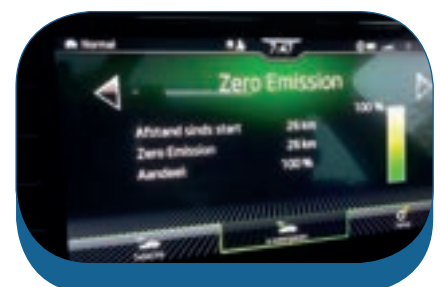 Normal 7:47
Zero Emission
100 %
Afstand sinds start 26 km
Zero Emission 26 km
Aandeel 100 %